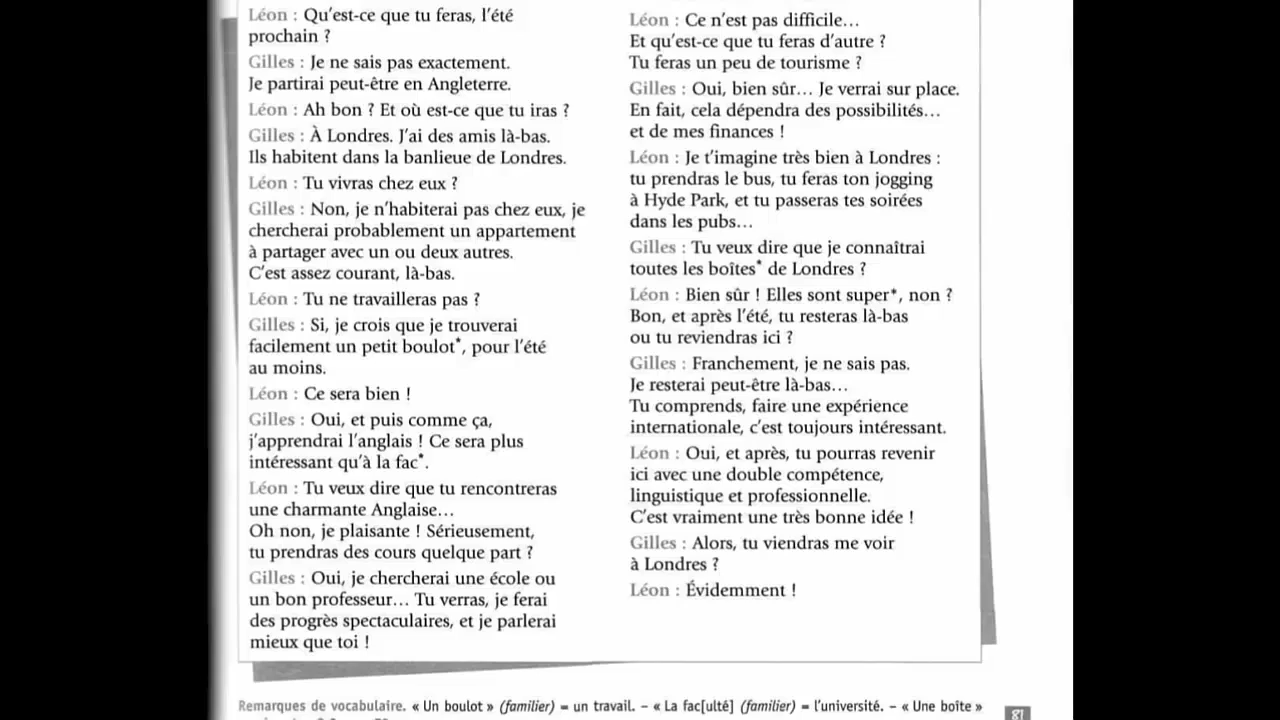 Léon : Qu'est-ce que tu feras, l'été
prochain ?
Gilles : Je ne sais pas exactement.
Je partirai peut-être en Angleterre.
Léon : Ah bon ? Et où est-ce que tu iras ?
Gilles : À Londres. J'ai des amis là-bas.
Ils habitent dans la banlieue de Londres.
Léon : Tu vivras chez eux ?
Gilles : Non, je n'habiterai pas chez eux, je
chercherai probablement un appartement
à partager avec un ou deux autres.
C'est assez courant, là-bas.
Léon : Tu ne travailleras pas ?
Gilles : Si, je crois que je trouverai
facilement un petit boulot*, pour l'été
au moins.
Léon : Ce sera bien !
Gilles : Oui, et puis comme ça,
j'apprendrai l'anglais ! Ce sera plus
intéressant qu'à la fac*.
Léon : Tu veux dire que tu rencontreras
une charmante Anglaise...
Oh non, je plaisante ! Sérieusement,
tu prendras des cours quelque part ?
Gilles : Oui, je chercherai une école ou
un bon professeur... Tu verras, je ferai
des progrès spectaculaires, et je parlerai
mieux que toi !
Léon : Ce n'est pas difficile...
Et qu'est-ce que tu feras d'autre ?
Tu feras un peu de tourisme ?
Gilles : Oui, bien sûr... Je verrai sur place.
En fait, cela dépendra des possibilités...
et de mes finances !
Léon : Je t'imagine très bien à Londres :
tu prendras le bus, tu feras ton jogging
à Hyde Park, et tu passeras tes soirées
dans les pubs...
Gilles : Tu veux dire que je connaîtrai
toutes les boîtes* de Londres ?
Léon : Bien sûr ! Elles sont super*, non ?
Bon, et après l'été, tu resteras là-bas
ou tu reviendras ici ?
Gilles : Franchement, je ne sais pas.
Je resterai peut-être là-bas...
Tu comprends, faire une expérience
internationale, c'est toujours intéressant.
Léon : Oui, et après, tu pourras revenir
ici avec une double compétence,
linguistique et professionnelle.
C'est vraiment une très bonne idée !
Gilles : Alors, tu viendras me voir
à Londres ?
Léon : Évidemment !
Remarques de vocabulaire. « Un boulot » (familier) = un travail. – « La fac[ulté] (familier) = l'université. – « Une boîte »
81